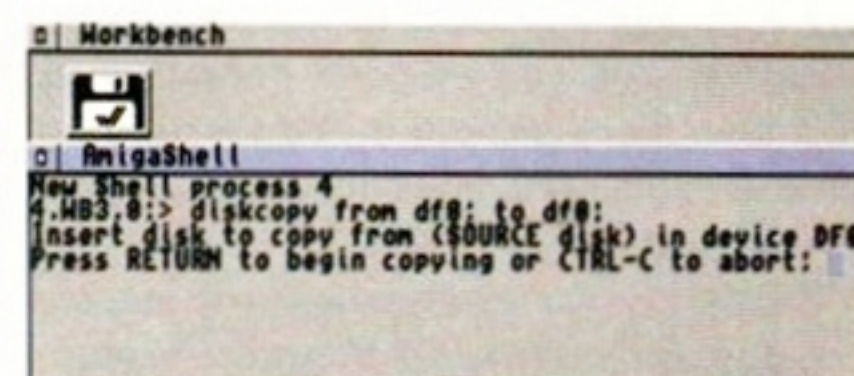 Workbench
AmigaShell
New Shell process 4
4.WB3.0:> diskcopy from df0: to df0:
Insert disk to copy from (SOURCE disk) in device DF0
Press RETURN to begin copying or CTRL-C to abort: